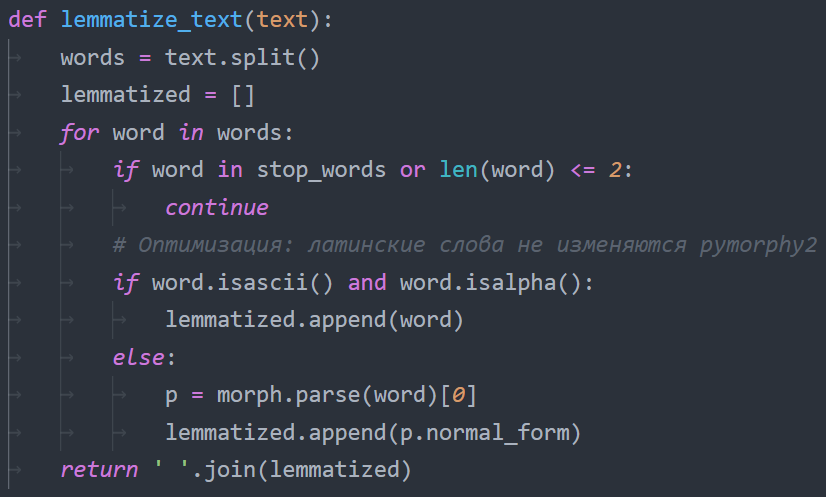 def lemmatize_text(text):
    words = text.split()
    lemmatized = []
    for word in words:
        if word in stop_words or len(word) <= 2:
            continue
        # Оптимизация: латинские слова не изменяются pymorphy2
        if word.isascii() and word.isalpha():
            lemmatized.append(word)
        else:
            p = morph.parse(word)[0]
            lemmatized.append(p.normal_form)
    return ' '.join(lemmatized)